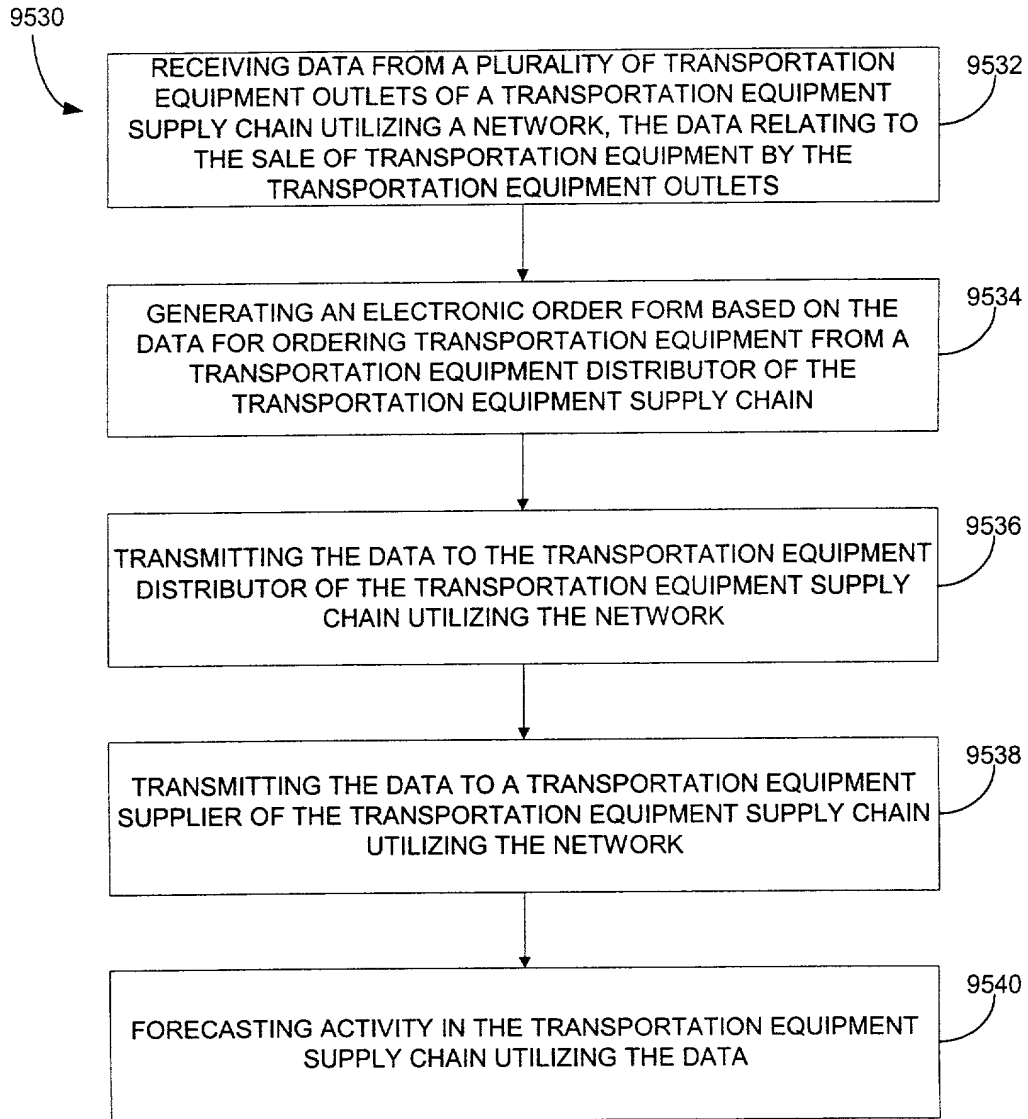 9530
RECEIVING DATA FROM A PLURALITY OF TRANSPORTATION
EQUIPMENT OUTLETS OF A TRANSPORTATION EQUIPMENT
SUPPLY CHAIN UTILIZING A NETWORK, THE DATA RELATING TO
THE SALE OF TRANSPORTATION EQUIPMENT BY THE
TRANSPORTATION EQUIPMENT OUTLETS
9532
GENERATING AN ELECTRONIC ORDER FORM BASED ON THE
DATA FOR ORDERING TRANSPORTATION EQUIPMENT FROM A
TRANSPORTATION EQUIPMENT DISTRIBUTOR OF THE
TRANSPORTATION EQUIPMENT SUPPLY CHAIN
9534
TRANSMITTING THE DATA TO THE TRANSPORTATION EQUIPMENT
DISTRIBUTOR OF THE TRANSPORTATION EQUIPMENT SUPPLY
CHAIN UTILIZING THE NETWORK
9536
TRANSMITTING THE DATA TO A TRANSPORTATION EQUIPMENT
SUPPLIER OF THE TRANSPORTATION EQUIPMENT SUPPLY CHAIN
UTILIZING THE NETWORK
9538
FORECASTING ACTIVITY IN THE TRANSPORTATION EQUIPMENT
SUPPLY CHAIN UTILIZING THE DATA
9540